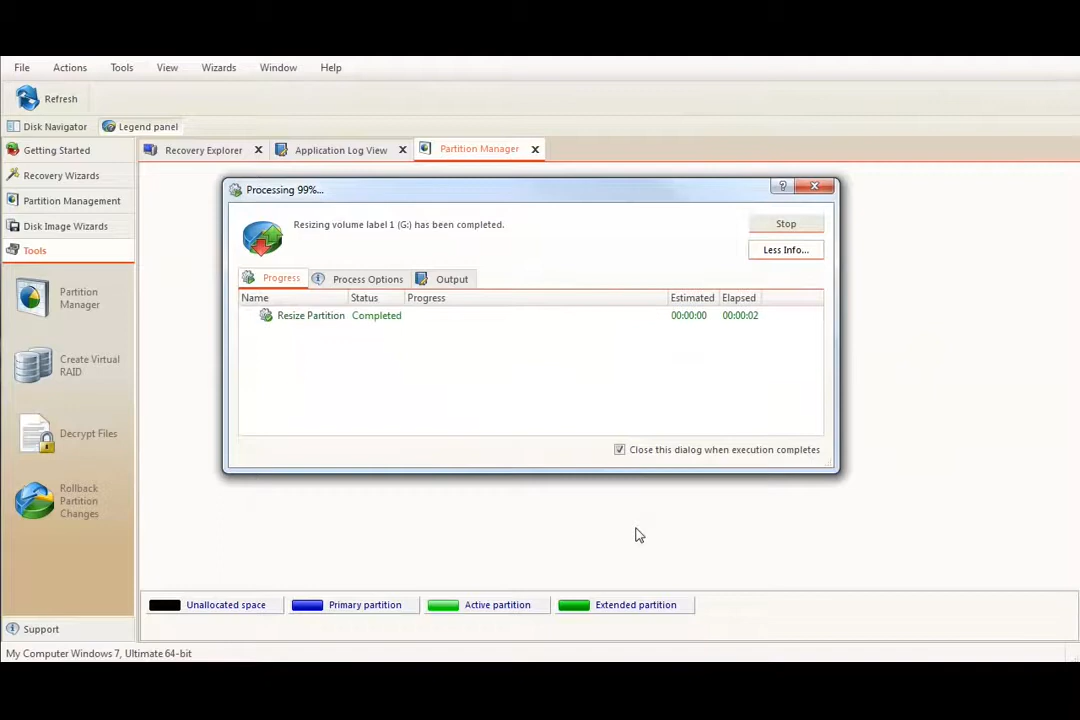 File Actions Tools View Wizards Window Help
Refresh
Disk Navigator Legend panel
Getting Started
Recovery Wizards
Partition Management
Disk Image Wizards
Tools
Partition
Manager
Create Virtual
RAID
Decrypt Files
Rollback
Partition
Changes
Support
Recovery Explorer Application Log View Partition Manager
Processing 99%...
Resizing volume label 1 (G:) has been completed.
Stop
Less Info...
Progress Process Options Output
Name Status Progress Estimated Elapsed
Resize Partition Completed 00:00:00 00:00:02
Close this dialog when execution completes
Unallocated space Primary partition Active partition Extended partition
My Computer Windows 7, Ultimate 64-bit